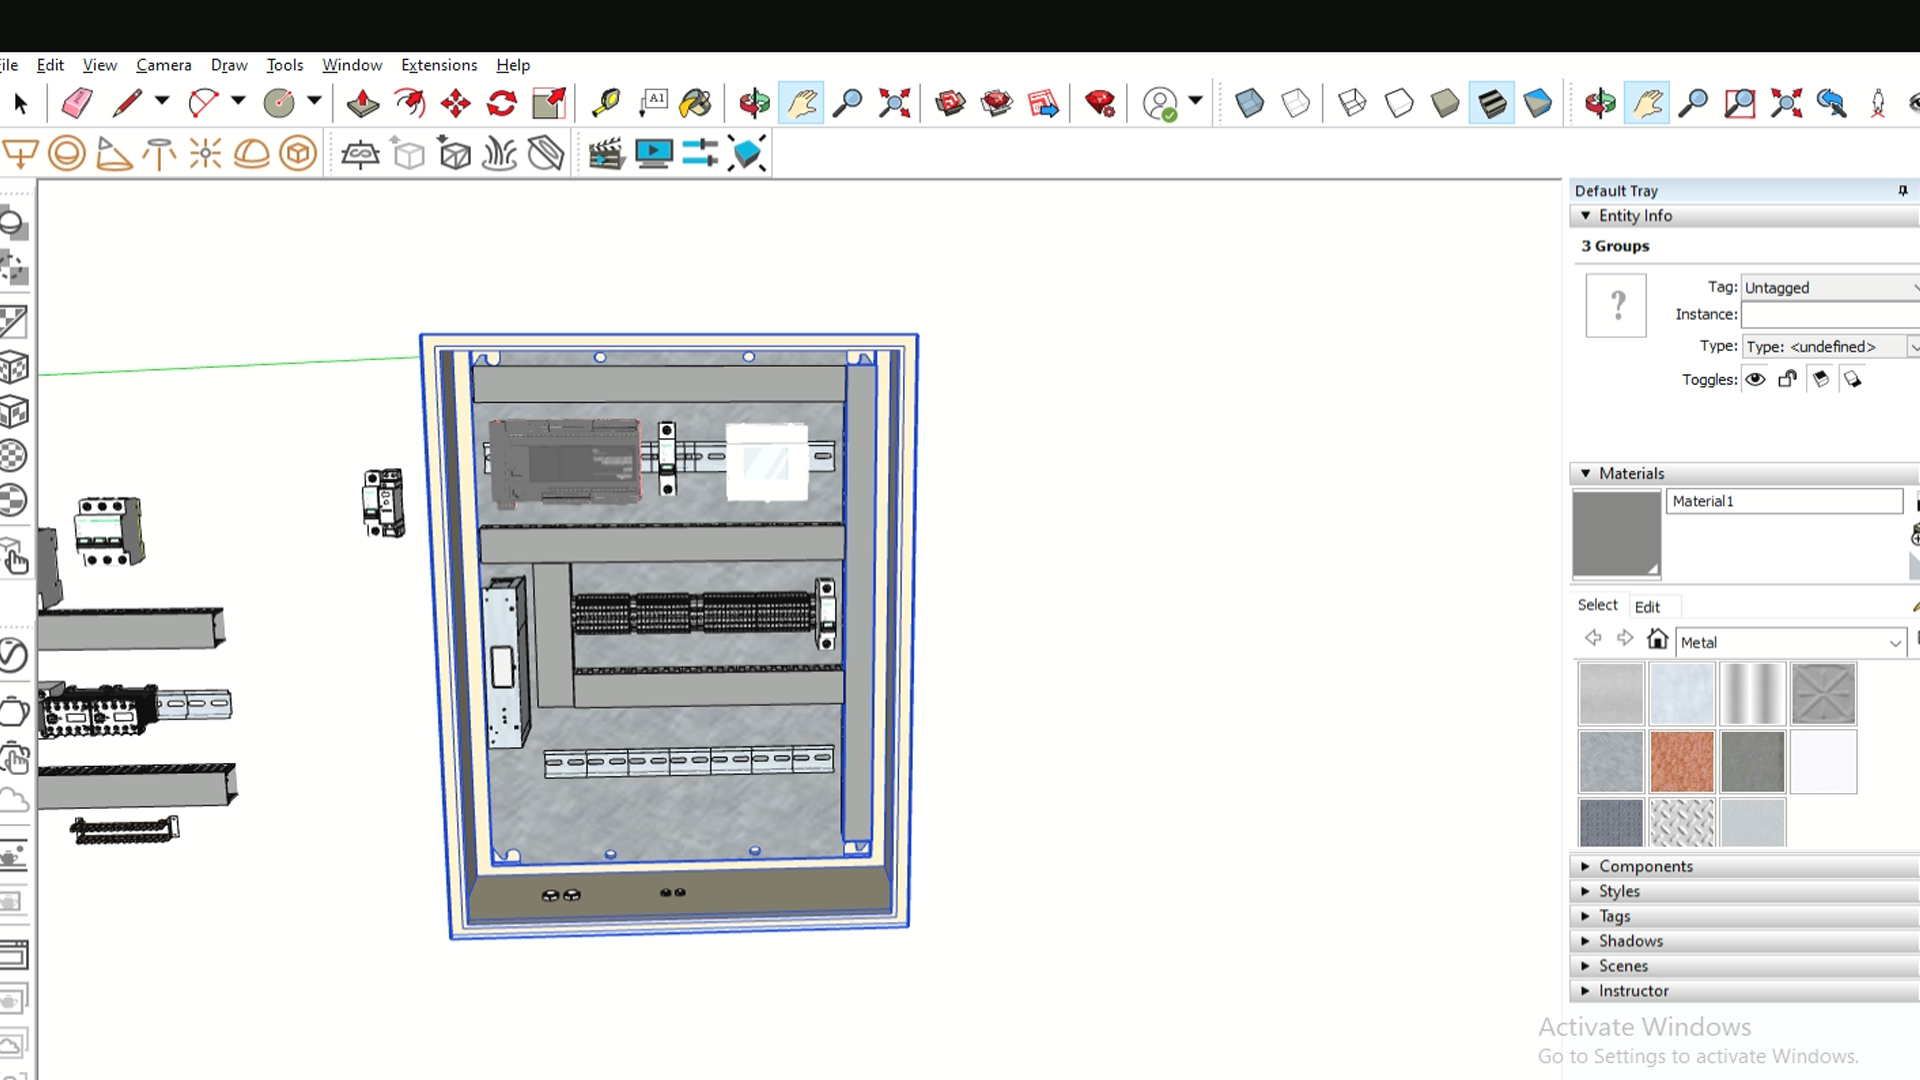 ile Edit View Camera Draw Tools Window Extensions Help
A1
Default Tray
Entity Info
3 Groups
?
Tag: Untagged
Instance:
Type: Type: <undefined>
Toggles:
Materials
Material1
Select Edit
Metal
Components
Styles
Tags
Shadows
Scenes
Instructor
Activate Windows
Go to Settings to activate Windows.